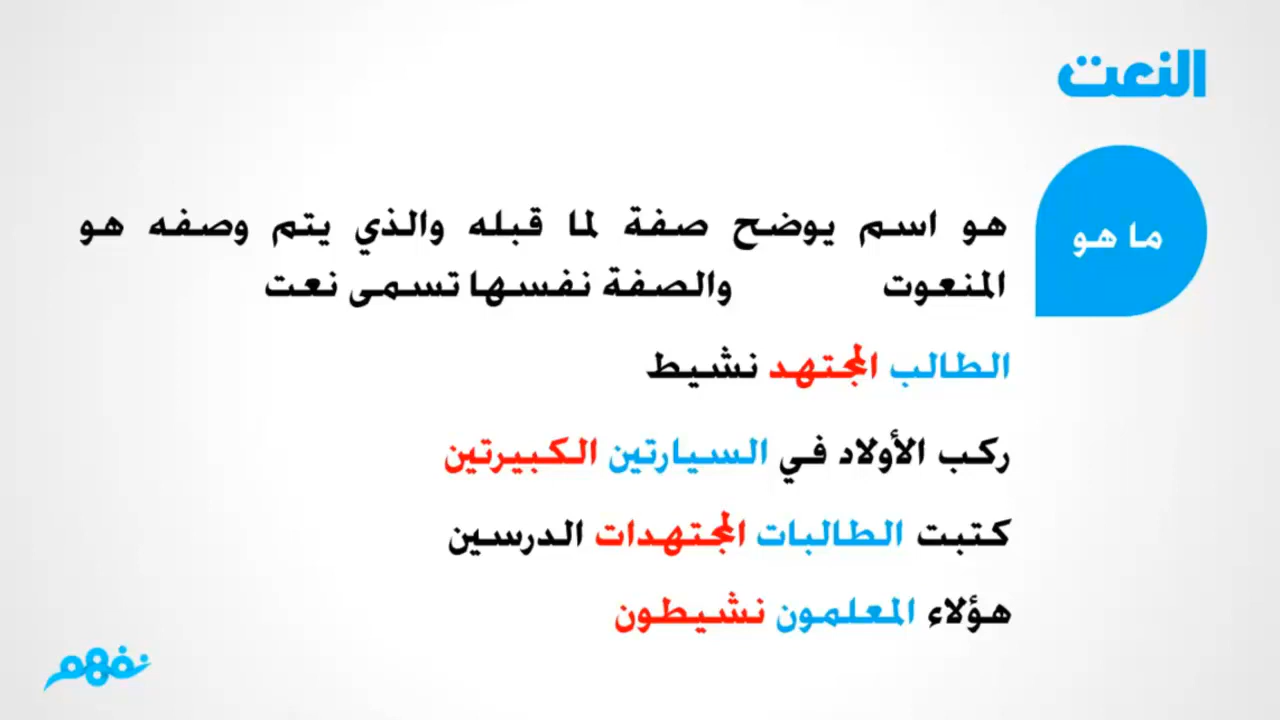 النعت
ما هو
هو اسم يوضح صفة لما قبله والذي يتم وصفه هو
المنعوت والصفة نفسها تسمى نعت
الطالب المجتهد نشيط
ركب الأولاد في السيارتين الكبيرتين
كتبت الطالبات المجتهدات الدرسين
هؤلاء المعلمون نشيطون
نفهم